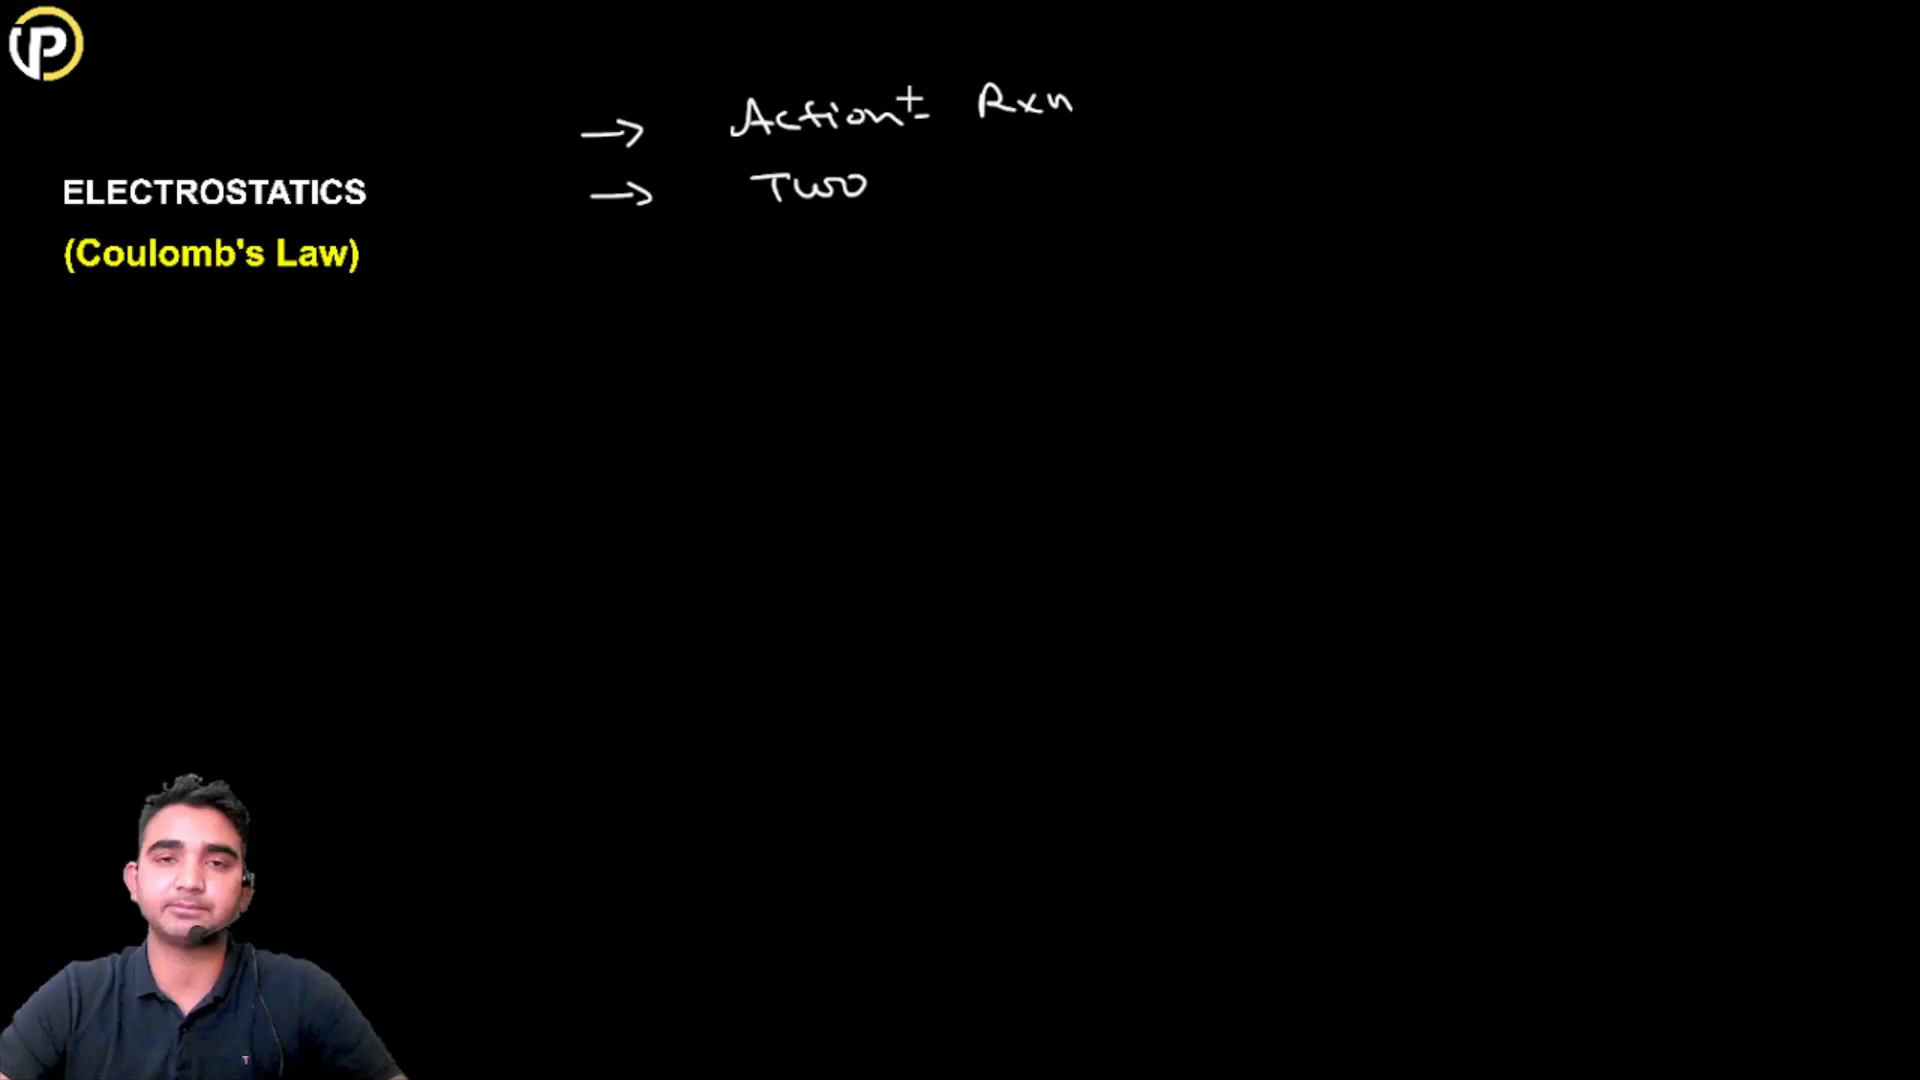 P
→ Action ± Rxn
ELECTROSTATICS
→ Two
(Coulomb's Law)
T